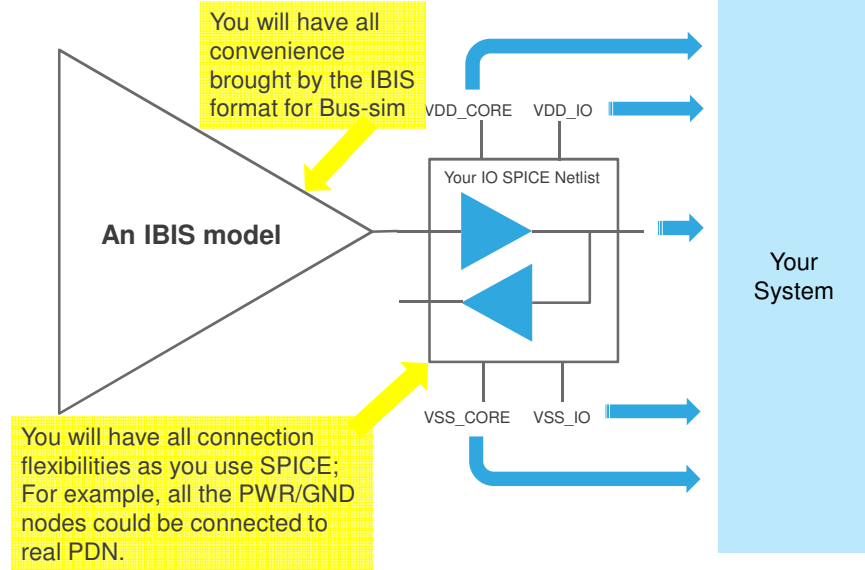 You will have all
convenience
brought by the IBIS
format for Bus-sim
VDD_CORE
VDD_IO
Your IO SPICE Netlist
An IBIS model
Your
System
VSS_CORE
VSS_IO
You will have all connection
flexibilities as you use SPICE;
For example, all the PWR/GND
nodes could be connected to
real PDN.